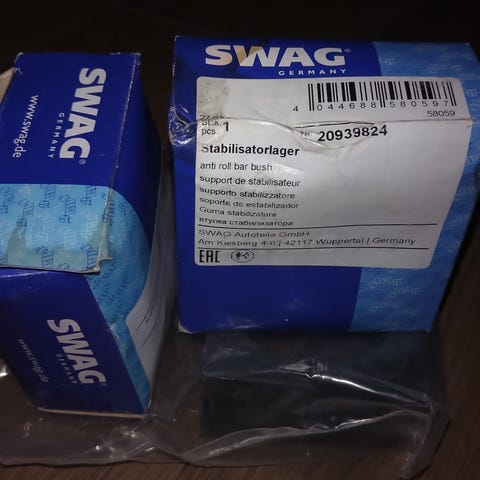 SWAG®
GERMANY
www.swag.de
SWAG
GERMANY
www.swag.de
SWAG®
GERMANY
4 044688 580597
58059
pcs. 1
20939824
Stabilisatorlager
anti roll bar bush
support de stabilisateur
supporto stabilizzatore
soporte de estabilizador
Guma stabilizatora
втулка стабилизатора
SWAG Autoteile GmbH
Am Kiesberg 4-6 | 42117 Wuppertal | Germany
EAC